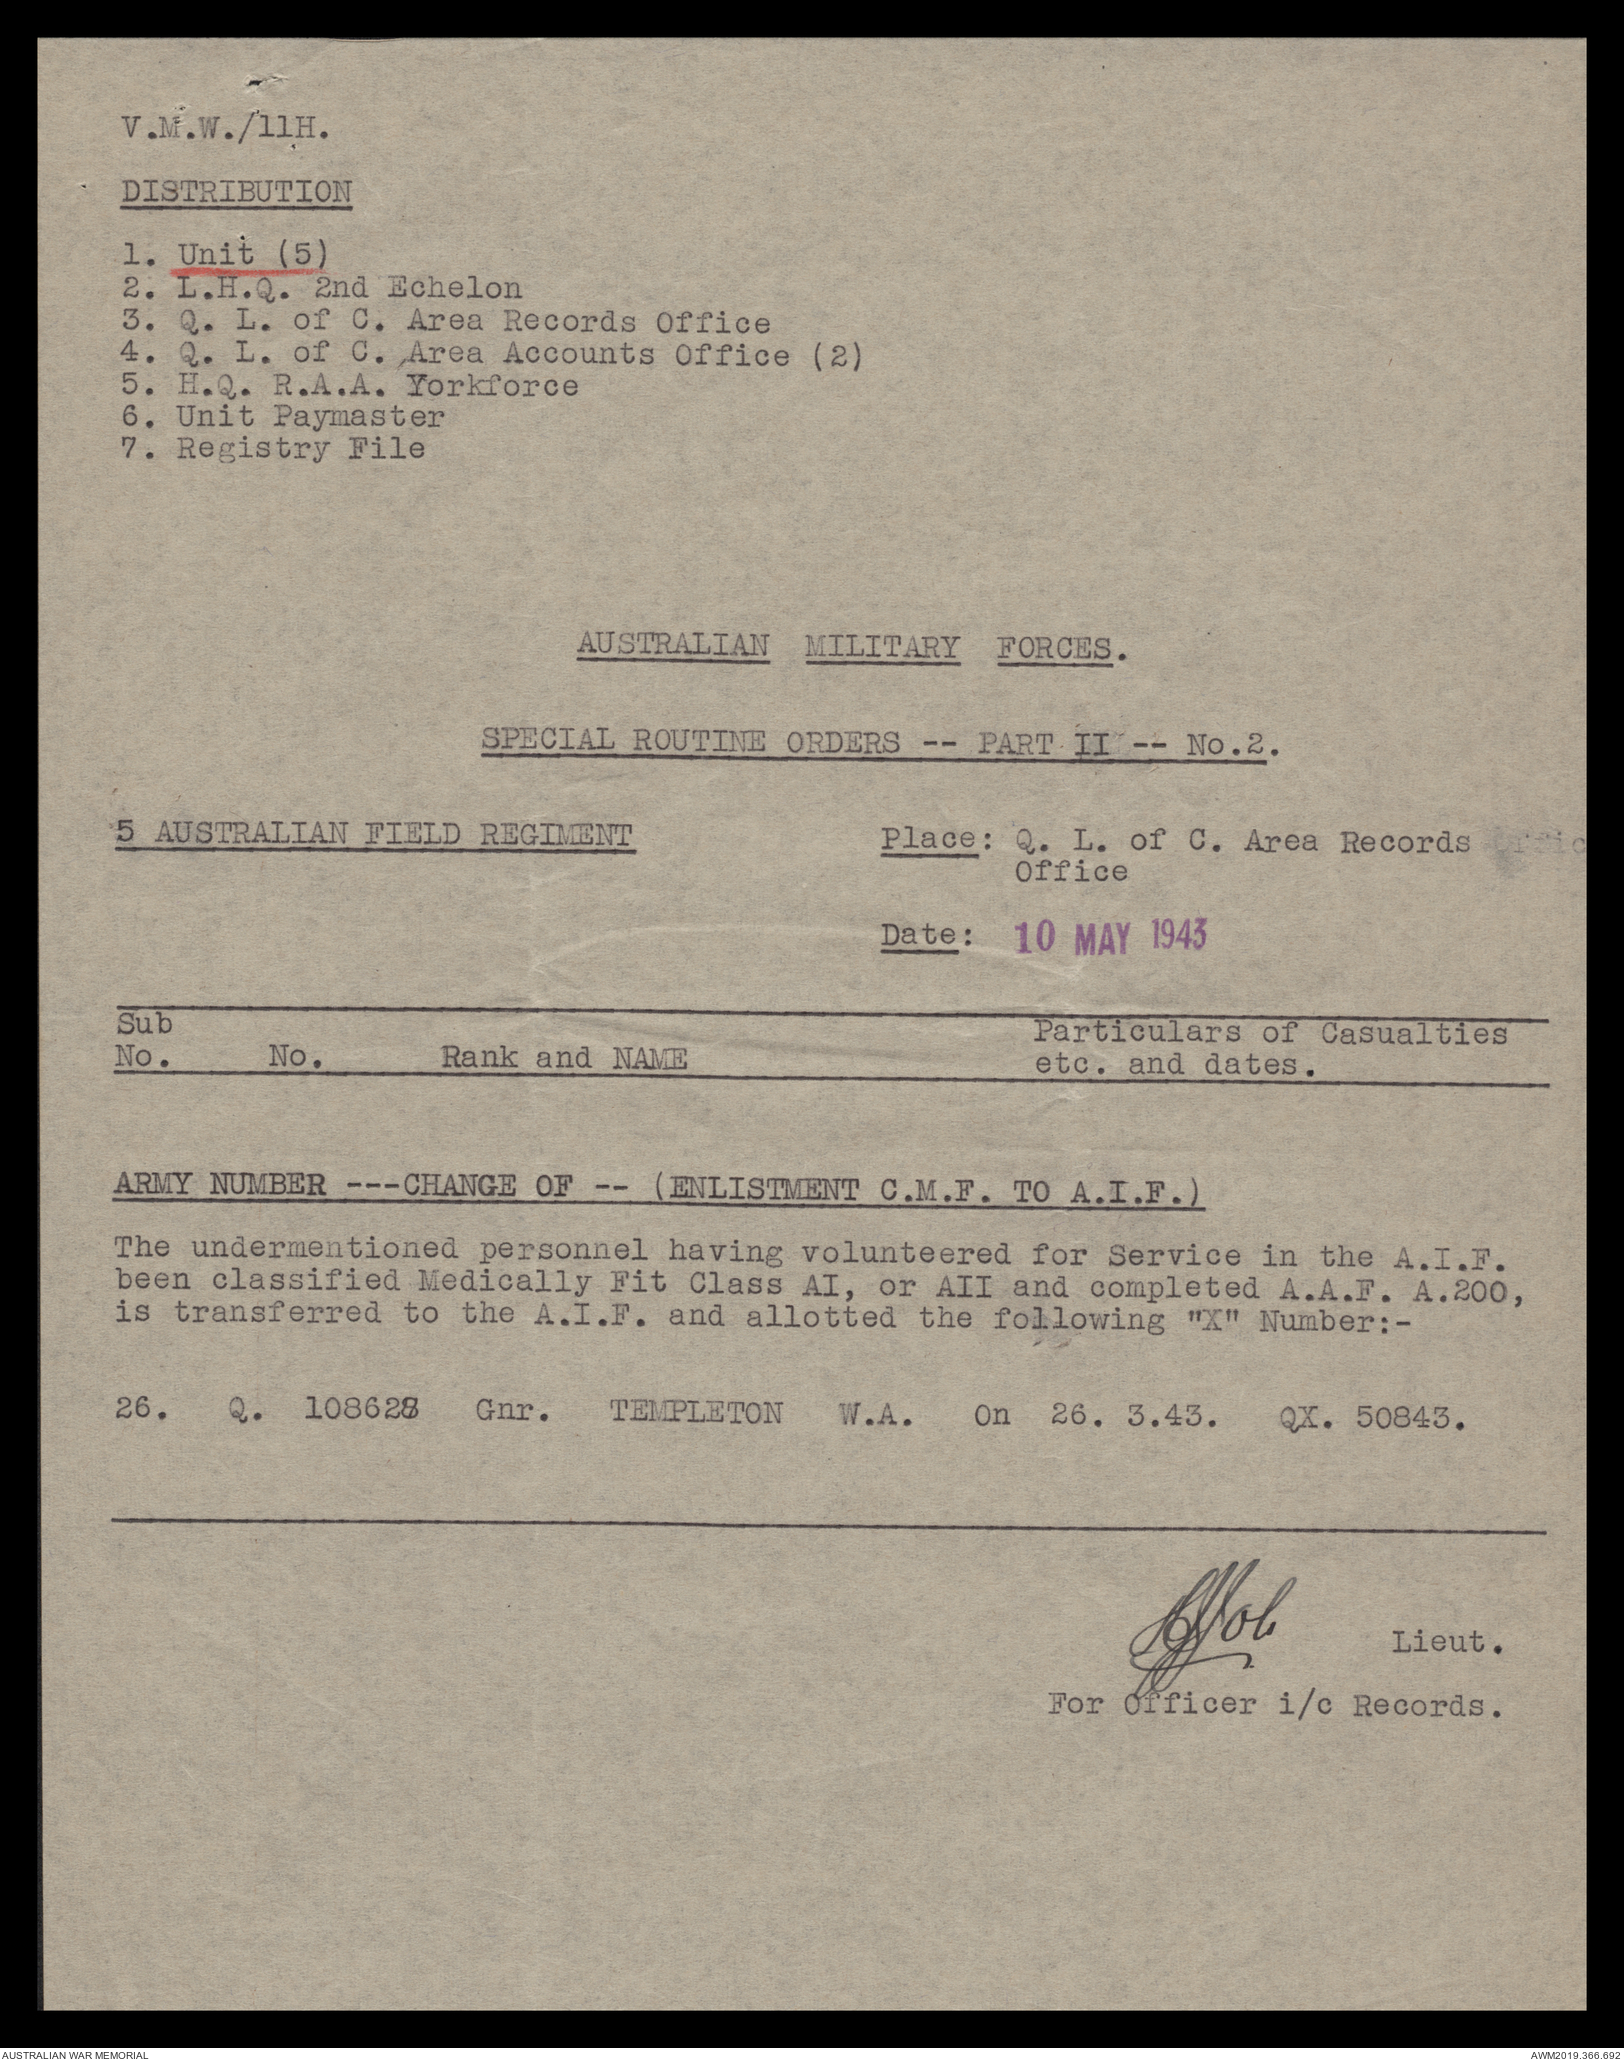 V.M.W./11H.
DISTRIBUTION
1. Unit (5)
2. L.H.Q. 2nd Echelon
3. Q. L. of C. Area Records Office
4. Q. L. of C. Area Accounts Office (2)
5. H.Q. R.A.A. Yorkforce
6. Unit Paymaster
7. Registry File
AUSTRALIAN MILITARY FORCES.
SPECIAL ROUTINE ORDERS -- PART II -- No.2.
5 AUSTRALIAN FIELD REGIMENT
Place: Q. L. of C. Area Records
Office
Date: 10 MAY 1943
Sub
No. No. Rank and NAME
Particulars of Casualties
etc. and dates.
ARMY NUMBER ---CHANGE OF -- (ENLISTMENT C.M.F. TO A.I.F.)
The undermentioned personnel having volunteered for Service in the A.I.F.
been classified Medically Fit Class AI, or AII and completed A.A.F. A.200,
is transferred to the A.I.F. and allotted the following "X" Number:-
26. Q. Gnr. TEMPLETON W.A. On 26. 3.43. QX. 50843.
Lieut.
For Officer i/c Records.
AUSTRALIAN WAR MEMORIAL
AWM2019.366.692